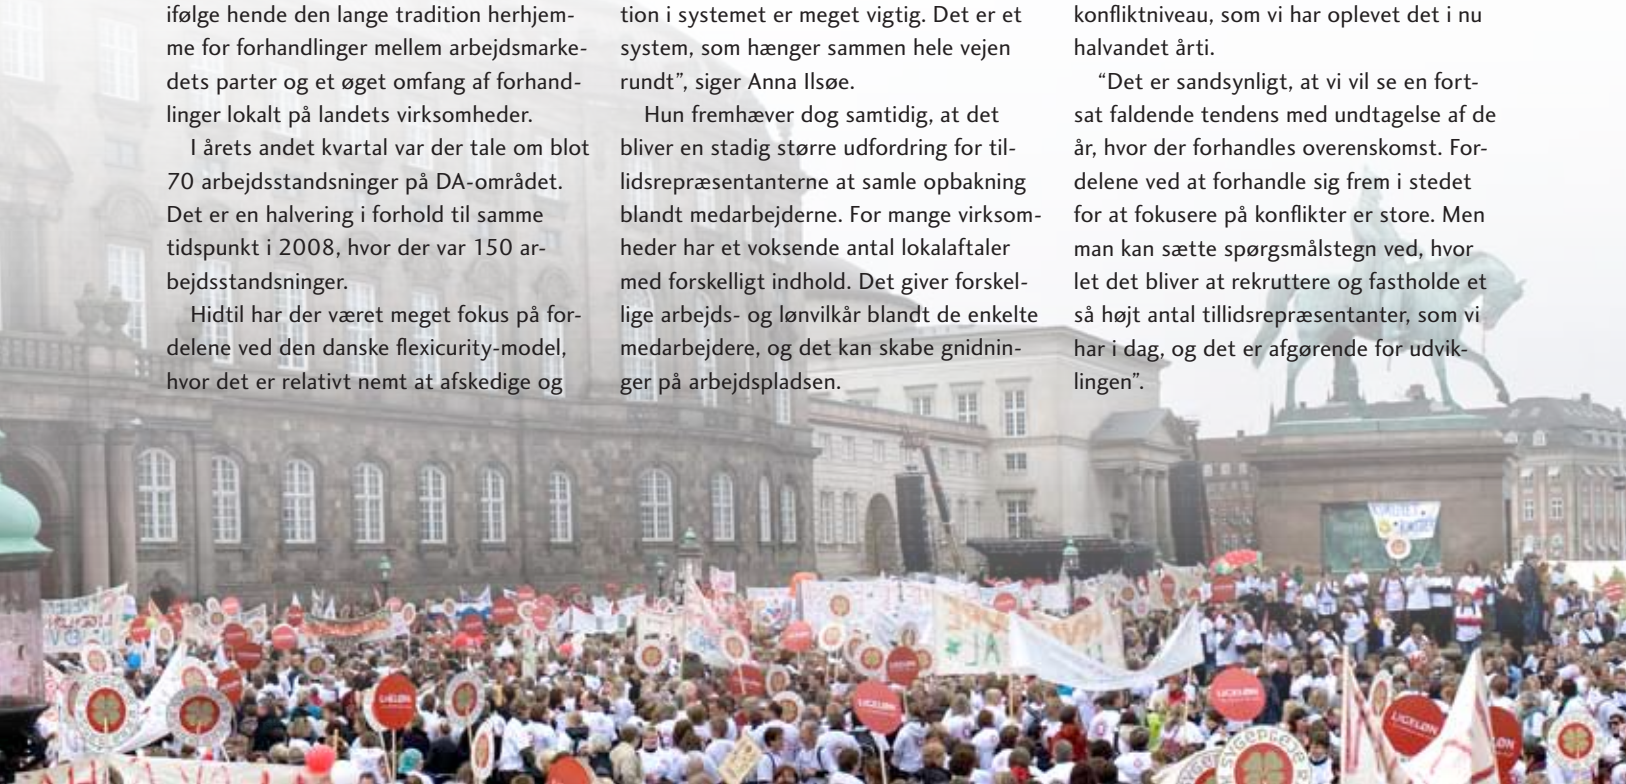 ifølge hende den lange tradition herhjem-
me for forhandlinger mellem arbejdsmarke-
dets parter og et øget omfang af forhand-
linger lokalt på landets virksomheder.
I årets andet kvartal var der tale om blot
70 arbejdsstandsninger på DA-området.
Det er en halvering i forhold til samme
tidspunkt i 2008, hvor der var 150 ar-
bejdsstandsninger.
Hidtil har der været meget fokus på for-
delene ved den danske flexicurity-model,
hvor det er relativt nemt at afskedige og
tion i systemet er meget vigtig. Det er et
system, som hænger sammen hele vejen
rundt”, siger Anna Ilsøe.
Hun fremhæver dog samtidig, at det
bliver en stadig større udfordring for til-
lidsrepræsentanterne at samle opbakning
blandt medarbejderne. For mange virksom-
heder har et voksende antal lokalaftaler
med forskelligt indhold. Det giver forskel-
lige arbejds- og lønvilkår blandt de enkelte
medarbejdere, og det kan skabe gnidnin-
ger på arbejdspladsen.
konfliktniveau, som vi har oplevet det i nu
halvandet årti.
“Det er sandsynligt, at vi vil se en fort-
sat faldende tendens med undtagelse af de
år, hvor der forhandles overenskomst. For-
delene ved at forhandle sig frem i stedet
for at fokusere på konflikter er store. Men
man kan sætte spørgsmålstegn ved, hvor
let det bliver at rekruttere og fastholde et
så højt antal tillidsrepræsentanter, som vi
har i dag, og det er afgørende for udvik-
lingen”.
JA
LIGELØN
LIGELØN
LIGELØN
LIGELØN